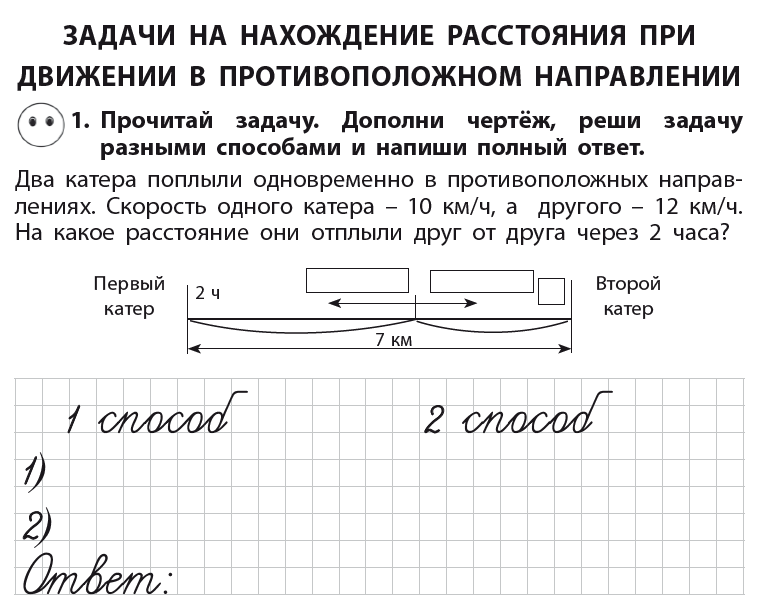 ЗАДАЧИ НА НАХОЖДЕНИЕ РАССТОЯНИЯ ПРИ
ДВИЖЕНИИ В ПРОТИВОПОЛОЖНОМ НАПРАВЛЕНИИ
1. Прочитай задачу. Дополни чертёж, реши задачу
разными способами и напиши полный ответ.
Два катера поплыли одновременно в противоположных направ-
лениях. Скорость одного катера – 10 км/ч, а другого – 12 км/ч.
На какое расстояние они отплыли друг от друга через 2 часа?
Первый
катер
2 ч
Второй
катер
7 км
1 способ
2 способ
1)
2)
Ответ: